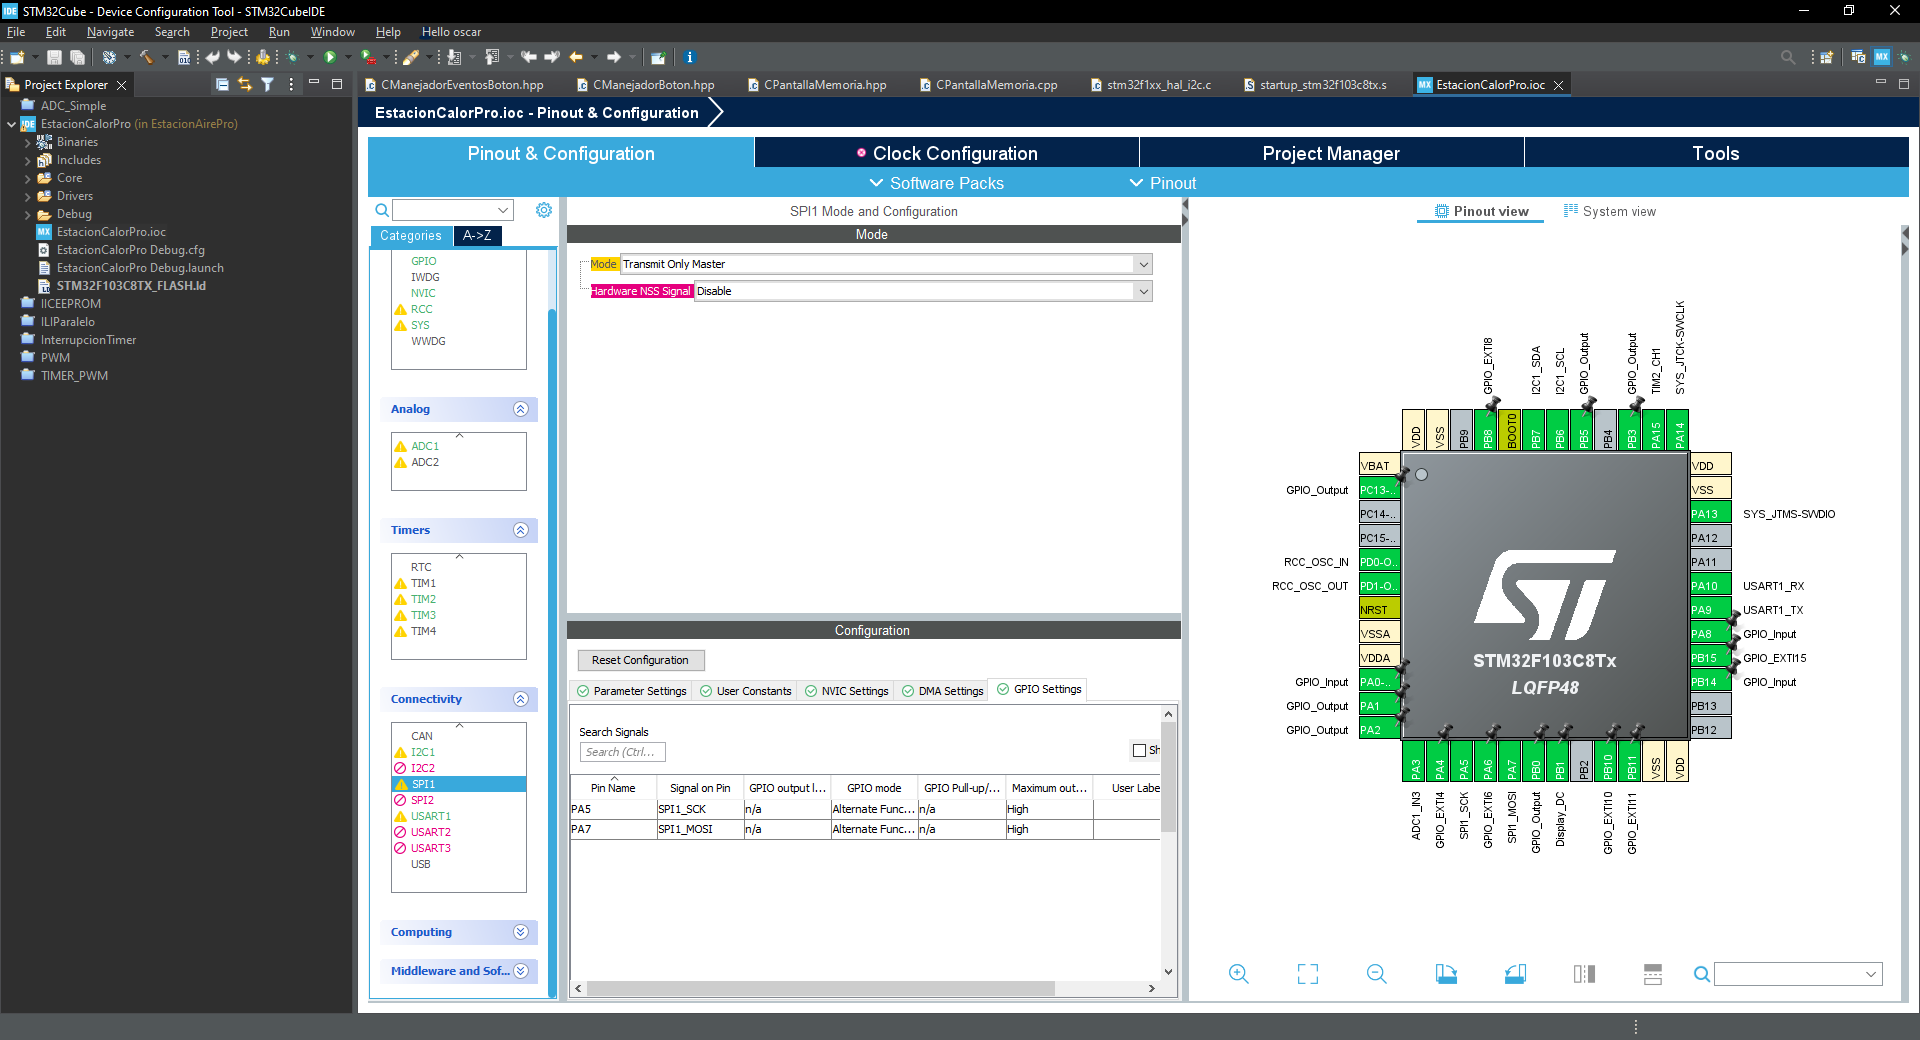 IDE STM32Cube - Device Configuration Tool - STM32CubeIDE
File Edit Navigate Search Project Run Window Help Hello oscar
Project Explorer
CManejadorEventosBoton.hpp
CManejadorBoton.hpp
CPantallaMemoria.hpp
CPantallaMemoria.cpp
stm32f1xx_hal_i2c.c
startup_stm32f103c8tx.s
MX EstacionCalorPro.ioc
ADC_Simple
EstacionCalorPro (in EstacionAirePro)
Binaries
Includes
Core
Drivers
Debug
MX EstacionCalorPro.ioc
EstacionCalorPro Debug.cfg
EstacionCalorPro Debug.launch
STM32F103C8TX_FLASH.ld
IICEEPROM
ILIParalelo
InterrupcionTimer
PWM
TIMER_PWM
EstacionCalorPro.ioc - Pinout & Configuration
Pinout & Configuration
Clock Configuration
Project Manager
Tools
Software Packs
Pinout
Categories
A->Z
GPIO
IWDG
NVIC
RCC
SYS
WWDG
Analog
ADC1
ADC2
Timers
RTC
TIM1
TIM2
TIM3
TIM4
Connectivity
CAN
I2C1
I2C2
SPI1
SPI2
USART1
USART2
USART3
USB
Computing
Middleware and Sof...
SPI1 Mode and Configuration
Mode
Mode Transmit Only Master
Hardware NSS Signal Disable
Configuration
Reset Configuration
Parameter Settings
User Constants
NVIC Settings
DMA Settings
GPIO Settings
Search Signals
Search (Ctrl...
Sh
Pin Name Signal on Pin GPIO output l... GPIO mode GPIO Pull-up/... Maximum out... User Labe
PA5 SPI1_SCK n/a Alternate Func... n/a High
PA7 SPI1_MOSI n/a Alternate Func... n/a High
Pinout view
System view
GPIO_EXTI8
I2C1_SDA
I2C1_SCL
GPIO_Output
GPIO_Output
TIM2_CH1
SYS_JTCK-SWCLK
VDD
VSS
PB9
PB8
BOOT0
PB7
PB6
PB5
PB4
PB3
PA15
PA14
VBAT
GPIO_Output PC13-..
PC14-..
PC15-..
RCC_OSC_IN PD0-O..
RCC_OSC_OUT PD1-O..
NRST
VSSA
VDDA
GPIO_Input PA0-..
GPIO_Output PA1
GPIO_Output PA2
STM32F103C8Tx
LQFP48
VDD
VSS
PA13 SYS_JTMS-SWDIO
PA12
PA11
PA10 USART1_RX
PA9 USART1_TX
PA8 GPIO_Input
PB15 GPIO_EXTI15
PB14 GPIO_Input
PB13
PB12
PA3
PA4
PA5
PA6
PA7
PB0
PB1
PB2
PB10
PB11
VSS
VDD
ADC1_IN3
GPIO_EXTI4
SPI1_SCK
GPIO_EXTI6
SPI1_MOSI
GPIO_Output
Display_DC
GPIO_EXTI10
GPIO_EXTI11